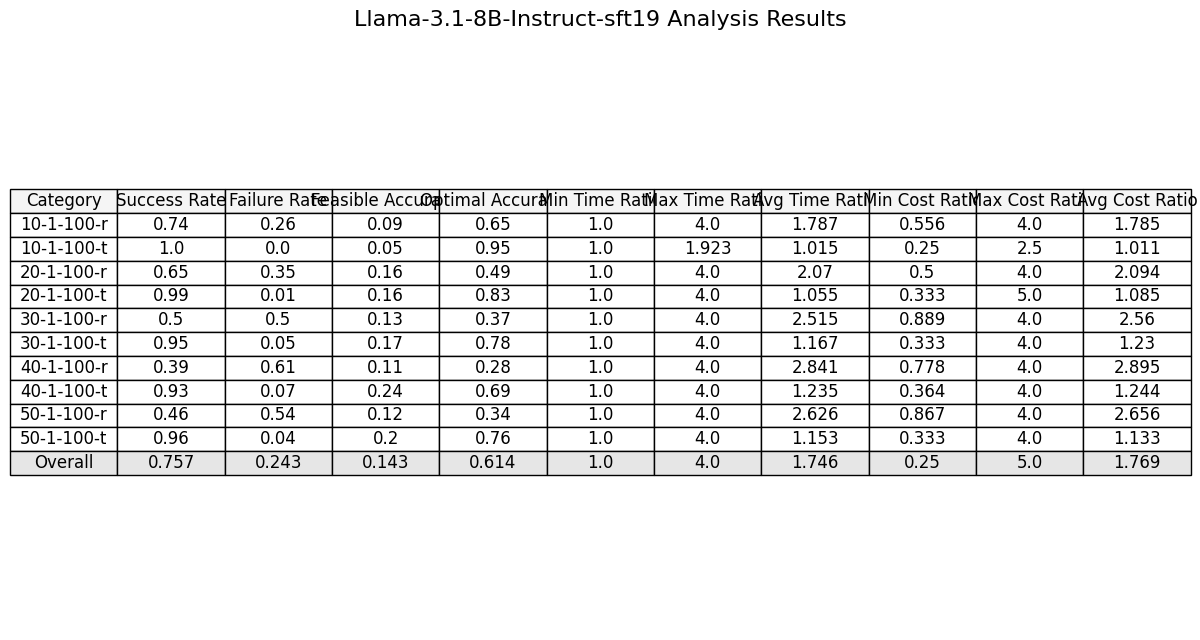 Llama-3.1-8B-Instruct-sft19 Analysis Results
Category Success Rate Failure Rate Feasible Accura Optimal Accura Min Time Rati Max Time Rati Avg Time Rati Min Cost Rati Max Cost Rati Avg Cost Ratio
10-1-100-r 0.74 0.26 0.09 0.65 1.0 4.0 1.787 0.556 4.0 1.785
10-1-100-t 1.0 0.0 0.05 0.95 1.0 1.923 1.015 0.25 2.5 1.011
20-1-100-r 0.65 0.35 0.16 0.49 1.0 4.0 2.07 0.5 4.0 2.094
20-1-100-t 0.99 0.01 0.16 0.83 1.0 4.0 1.055 0.333 5.0 1.085
30-1-100-r 0.5 0.5 0.13 0.37 1.0 4.0 2.515 0.889 4.0 2.56
30-1-100-t 0.95 0.05 0.17 0.78 1.0 4.0 1.167 0.333 4.0 1.23
40-1-100-r 0.39 0.61 0.11 0.28 1.0 4.0 2.841 0.778 4.0 2.895
40-1-100-t 0.93 0.07 0.24 0.69 1.0 4.0 1.235 0.364 4.0 1.244
50-1-100-r 0.46 0.54 0.12 0.34 1.0 4.0 2.626 0.867 4.0 2.656
50-1-100-t 0.96 0.04 0.2 0.76 1.0 4.0 1.153 0.333 4.0 1.133
Overall 0.757 0.243 0.143 0.614 1.0 4.0 1.746 0.25 5.0 1.769